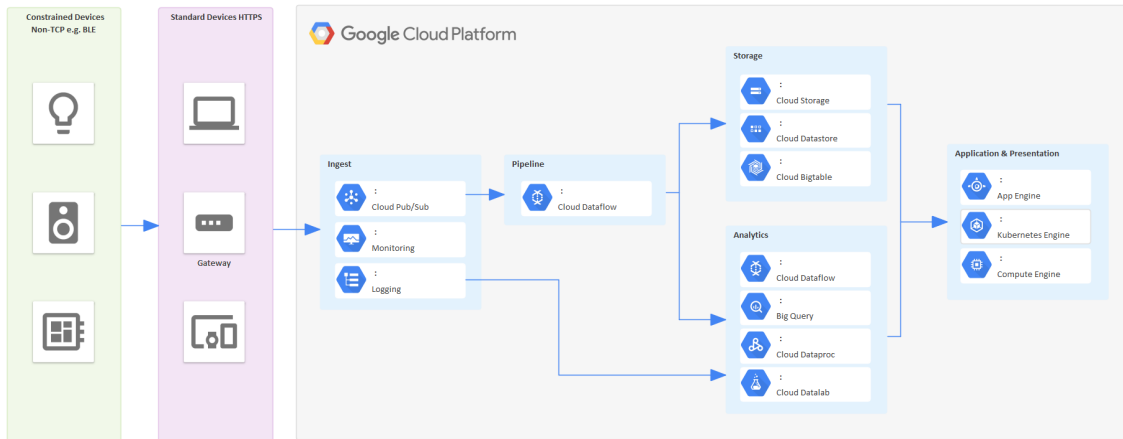 Constrained Devices
Non-TCP e.g. BLE
Standard Devices HTTPS
Gateway
Google Cloud Platform
Ingest
:
Cloud Pub/Sub
:
Monitoring
:
Logging
Pipeline
:
Cloud Dataflow
Storage
:
Cloud Storage
:
Cloud Datastore
:
Cloud Bigtable
Analytics
:
Cloud Dataflow
:
Big Query
:
Cloud Dataproc
:
Cloud Datalab
Application & Presentation
:
App Engine
:
Kubernetes Engine
:
Compute Engine